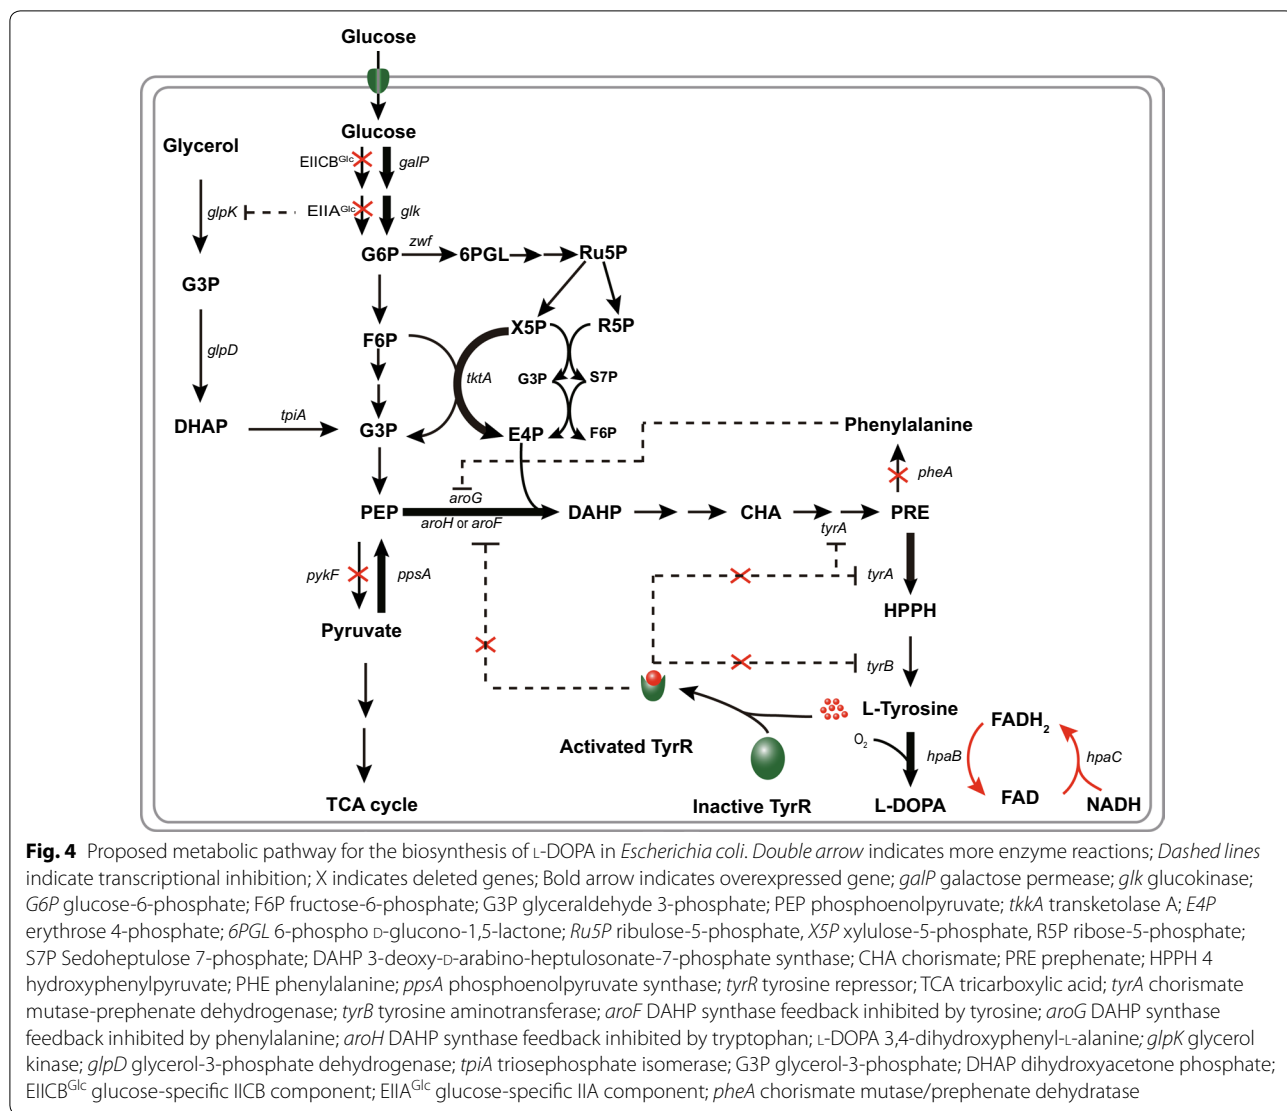 Glucose
Glucose
Glycerol
EIICB^Glc galP
glpK EIIA^Glc glk
G6P zwf 6PGL Ru5P
G3P
F6P X5P R5P
glpD tktA G3P S7P
DHAP tpiA G3P E4P F6P
Phenylalanine
pheA
aroG
PEP DAHP CHA PRE
aroH or aroF tyrA
pykF ppsA tyrA
HPPH
Pyruvate
tyrB
L-Tyrosine
FADH2
Activated TyrR O2 hpaB hpaC
Inactive TyrR L-DOPA FAD NADH
TCA cycle
Fig. 4 Proposed metabolic pathway for the biosynthesis of L-DOPA in Escherichia coli. Double arrow indicates more enzyme reactions; Dashed lines
indicate transcriptional inhibition; X indicates deleted genes; Bold arrow indicates overexpressed gene; galP galactose permease; glk glucokinase;
G6P glucose-6-phosphate; F6P fructose-6-phosphate; G3P glyceraldehyde 3-phosphate; PEP phosphoenolpyruvate; tkkA transketolase A; E4P
erythrose 4-phosphate; 6PGL 6-phospho D-glucono-1,5-lactone; Ru5P ribulose-5-phosphate, X5P xylulose-5-phosphate, R5P ribose-5-phosphate;
S7P Sedoheptulose 7-phosphate; DAHP 3-deoxy-D-arabino-heptulosonate-7-phosphate synthase; CHA chorismate; PRE prephenate; HPPH 4
hydroxyphenylpyruvate; PHE phenylalanine; ppsA phosphoenolpyruvate synthase; tyrR tyrosine repressor; TCA tricarboxylic acid; tyrA chorismate
mutase-prephenate dehydrogenase; tyrB tyrosine aminotransferase; aroF DAHP synthase feedback inhibited by tyrosine; aroG DAHP synthase
feedback inhibited by phenylalanine; aroH DAHP synthase feedback inhibited by tryptophan; L-DOPA 3,4-dihydroxyphenyl-L-alanine; glpK glycerol
kinase; glpD glycerol-3-phosphate dehydrogenase; tpiA triosephosphate isomerase; G3P glycerol-3-phosphate; DHAP dihydroxyacetone phosphate;
EIICB^Glc glucose-specific IICB component; EIIA^Glc glucose-specific IIA component; pheA chorismate mutase/prephenate dehydratase